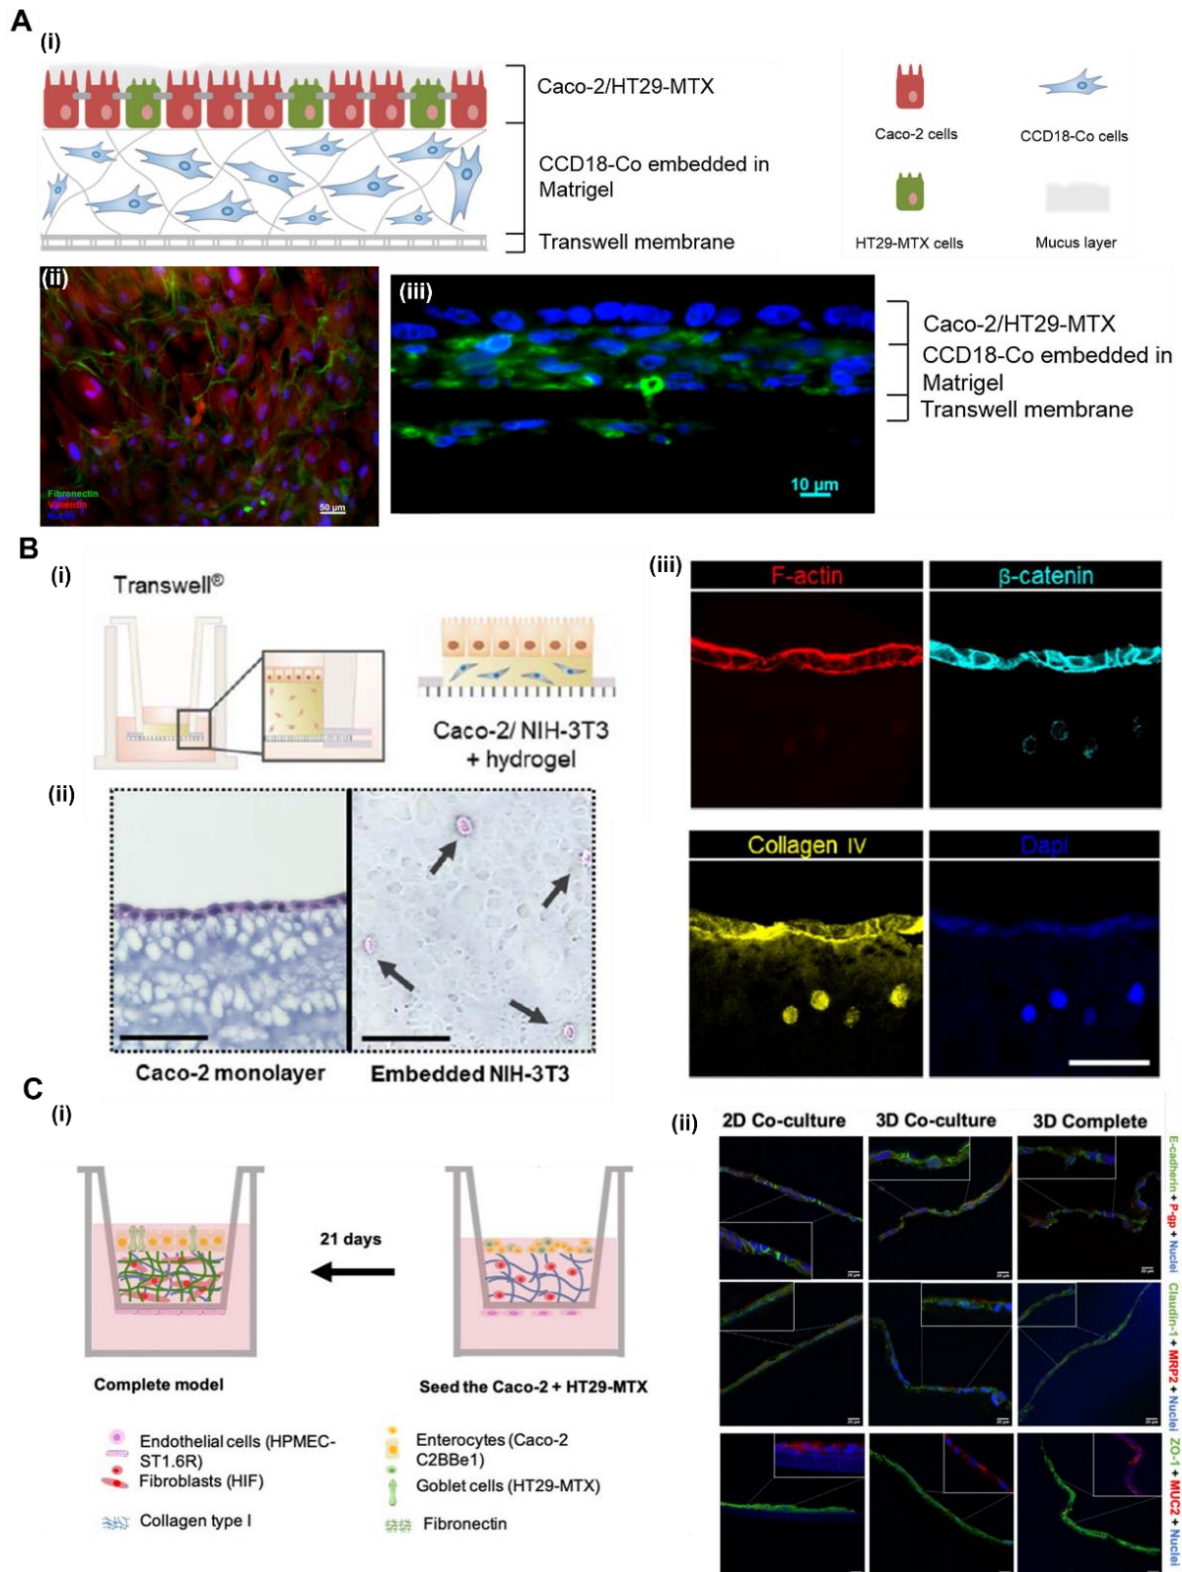 A
(i)
Caco-2/HT29-MTX
CCD18-Co embedded in
Matrigel
Transwell membrane
Caco-2 cells
CCD18-Co cells
HT29-MTX cells
Mucus layer
(ii)
Fibronectin
Vimentin
50 µm
(iii)
10 µm
Caco-2/HT29-MTX
CCD18-Co embedded in
Matrigel
Transwell membrane
B
(i)
Transwell®
Caco-2/ NIH-3T3
+ hydrogel
(ii)
Caco-2 monolayer
Embedded NIH-3T3
(iii)
F-actin
β-catenin
Collagen IV
Dapi
C
(i)
21 days
Complete model
Seed the Caco-2 + HT29-MTX
Endothelial cells (HPMEC-
ST1.6R)
Fibroblasts (HIF)
Collagen type I
Enterocytes (Caco-2
C2BBe1)
Goblet cells (HT29-MTX)
Fibronectin
(ii)
2D Co-culture
3D Co-culture
3D Complete
E-cadherin + P-gp + Nuclei
Claudin-1 + MRP2 + Nuclei
ZO-1 + MUC2 + Nuclei